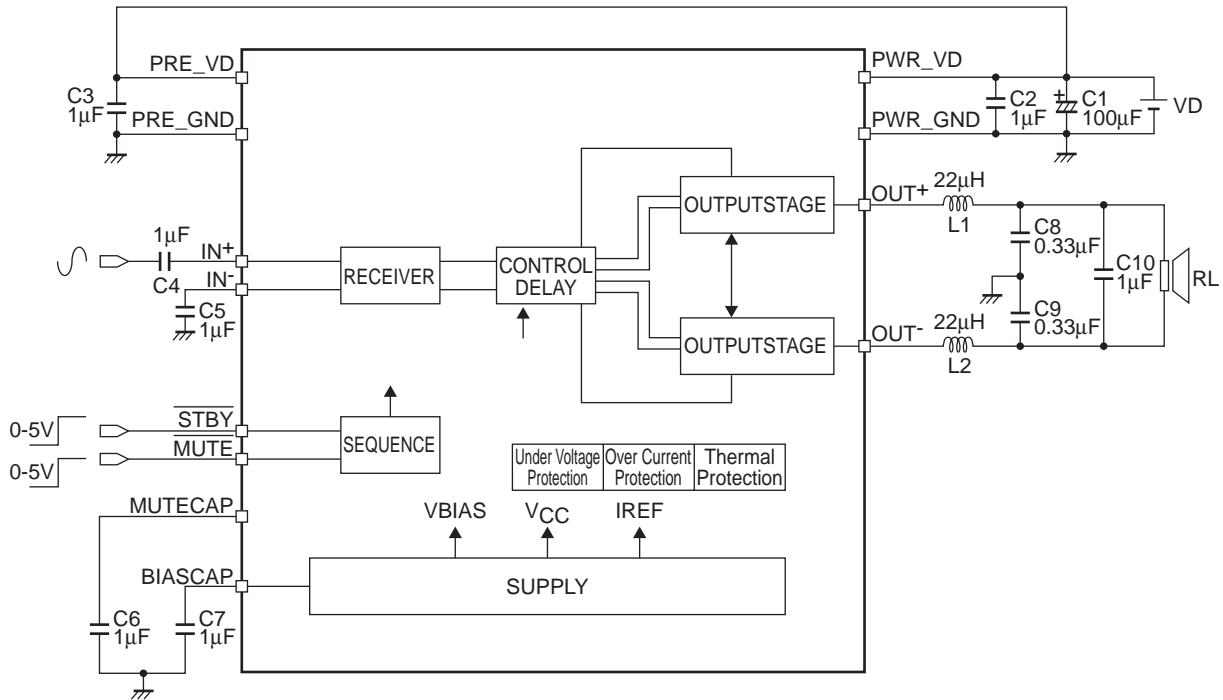 PRE_VD
PWR_VD
C3
1μF
PRE_GND
C2
1μF
+
C1
100μF
VD
PWR_GND
OUTPUTSTAGE
OUT+
22μH
L1
1μF
C4
IN+
IN-
C5
1μF
RECEIVER
CONTROL
DELAY
C8
0.33μF
C10
1μF
RL
C9
0.33μF
OUTPUTSTAGE
OUT-
22μH
L2
0-5V
STBY
0-5V
MUTE
SEQUENCE
Under Voltage
Protection
Over Current
Protection
Thermal
Protection
MUTECAP
VBIAS
VCC
IREF
BIASCAP
SUPPLY
C6
1μF
C7
1μF